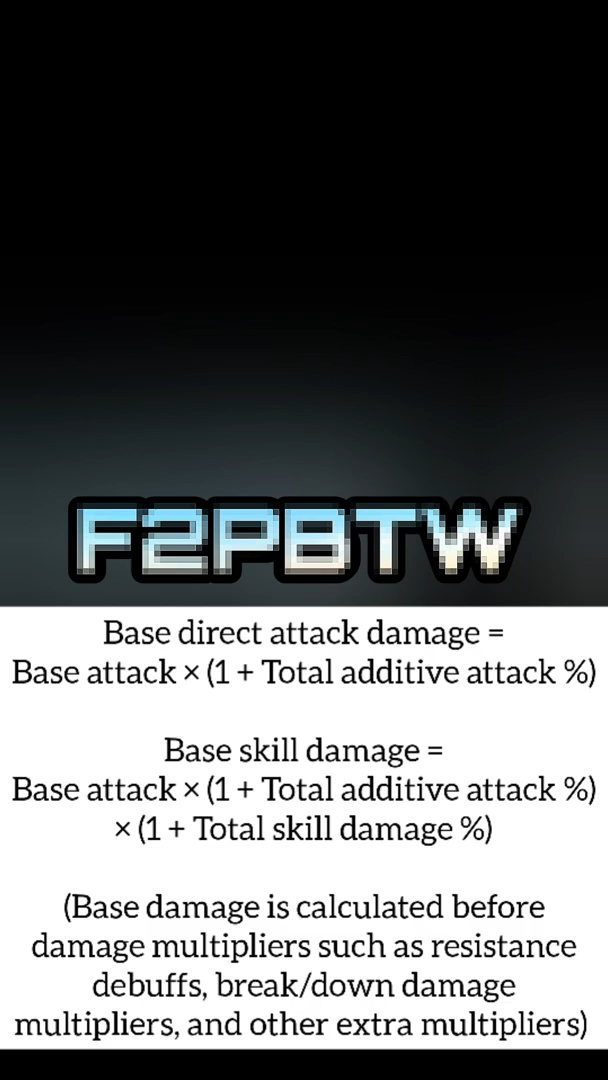 F2PBTW
Base direct attack damage =
Base attack × (1 + Total additive attack %)
Base skill damage =
Base attack × (1 + Total additive attack %)
× (1 + Total skill damage %)
(Base damage is calculated before
damage multipliers such as resistance
debuffs, break/down damage
multipliers, and other extra multipliers)